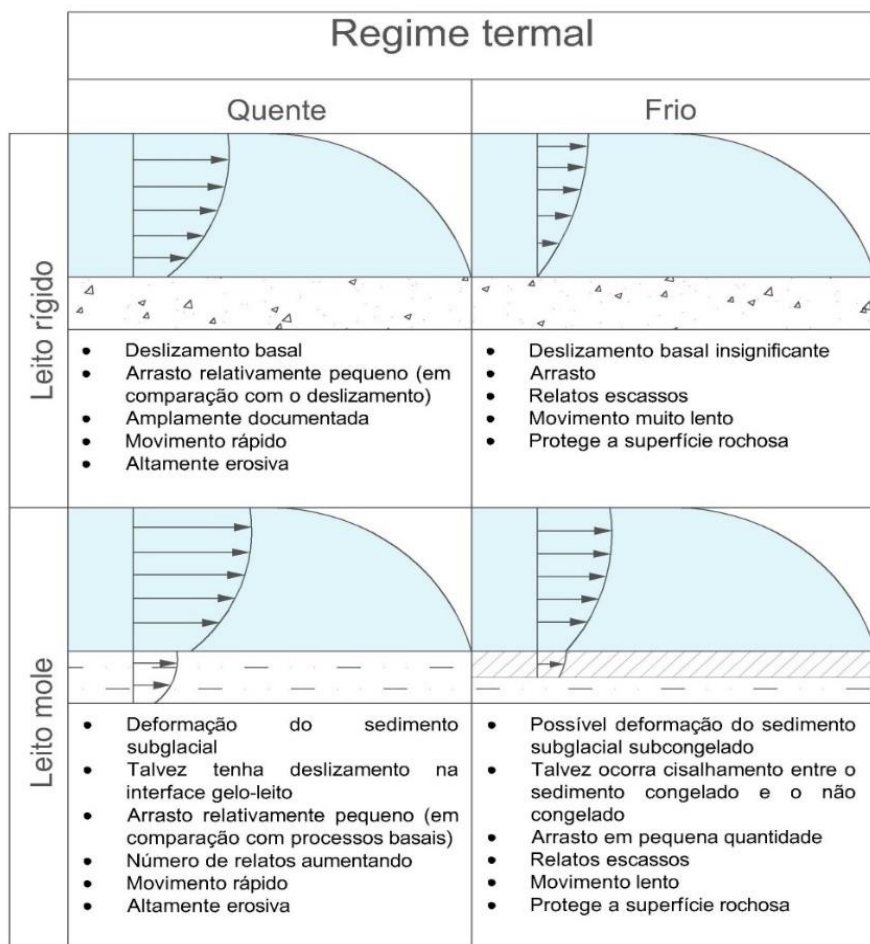 Regime termal
Quente
Frio
Leito rígido
Deslizamento basal
Arrasto relativamente pequeno (em
comparação com o deslizamento)
Amplamente documentada
Movimento rápido
Altamente erosiva
Deslizamento basal insignificante
Arrasto
Relatos escassos
Movimento muito lento
Protege a superfície rochosa
Leito mole
Deformação do sedimento
subglacial
Talvez tenha deslizamento na
interface gelo-leito
Arrasto relativamente pequeno (em
comparação com processos basais)
Número de relatos aumentando
Movimento rápido
Altamente erosiva
Possível deformação do sedimento
subglacial subcongelado
Talvez ocorra cisalhamento entre o
sedimento congelado e o não
congelado
Arrasto em pequena quantidade
Relatos escassos
Movimento lento
Protege a superfície rochosa